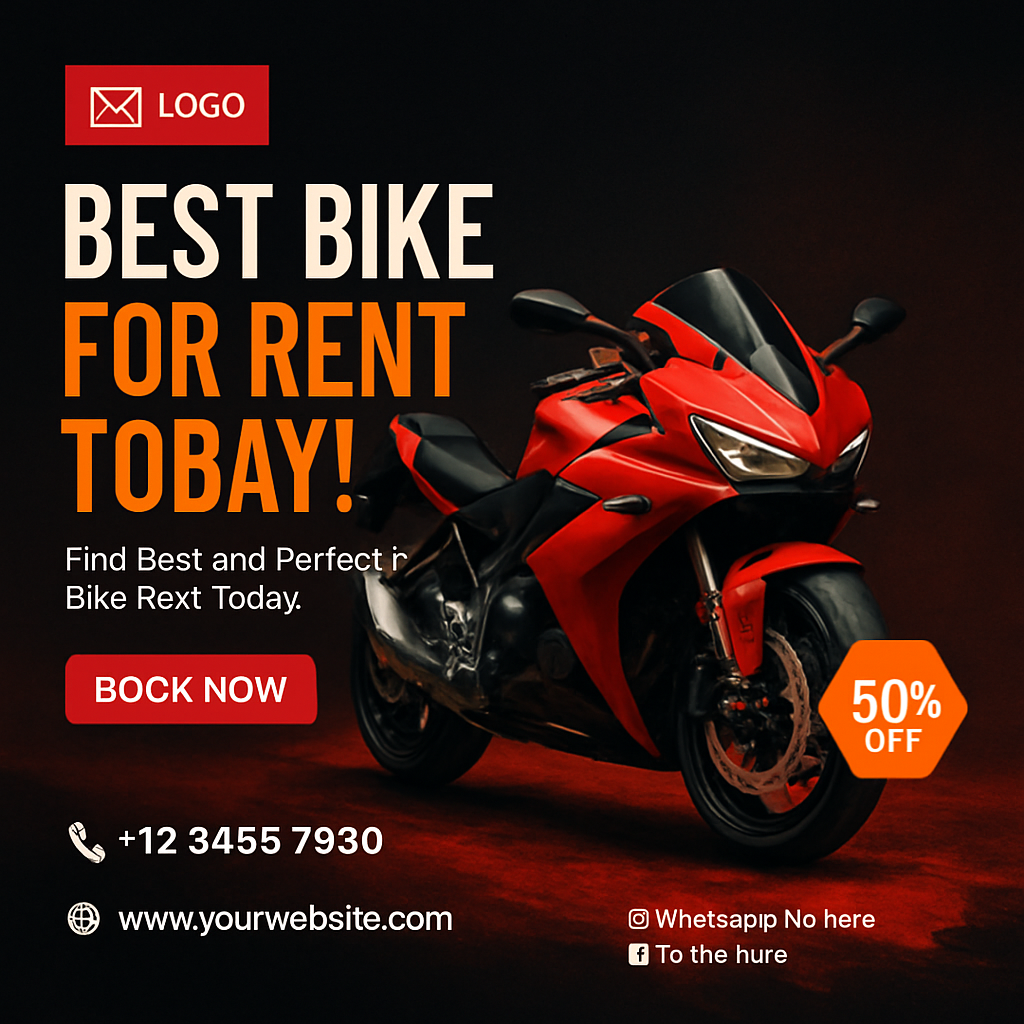 LOGO
BEST BIKE
FOR RENT
TOBAY!
Find Best and Perfect
Bike Rext Today.
BOCK NOW
50%
OFF
+12 3455 7930
www.yourwebsite.com
Whetsapıp No here
To the hure